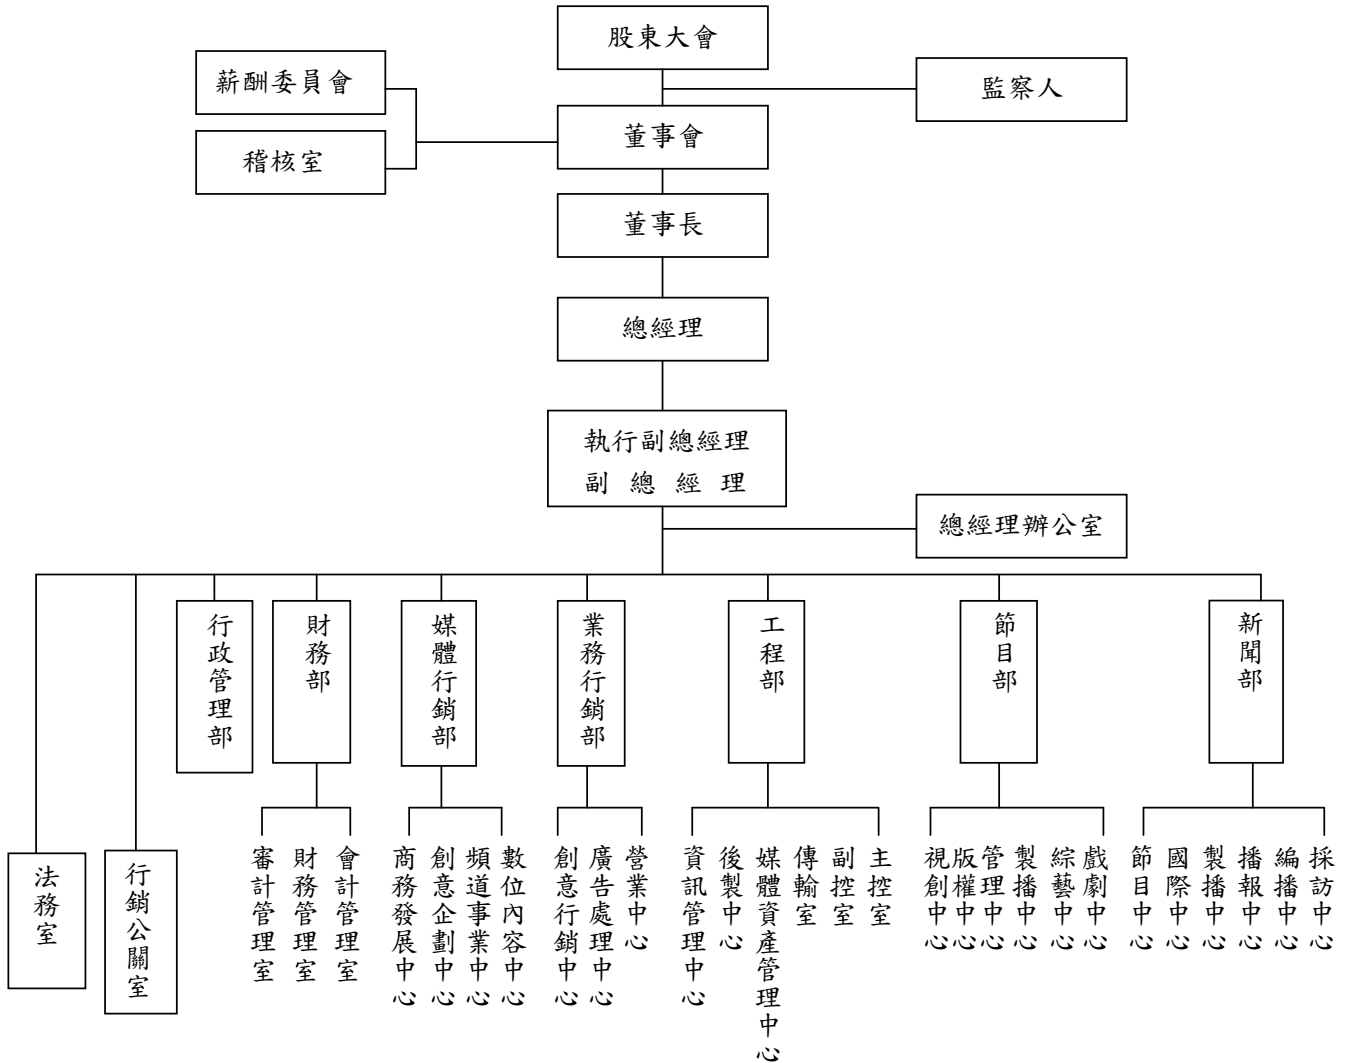 股東大會
薪酬委員會
監察人
董事會
稽核室
董事長
總經理
執行副總經理
副總經理
總經理辦公室
行政管理部
財務部
媒體行銷部
業務行銷部
工程部
節目部
新聞部
法務室
行銷公關室
審計管理室
財務管理室
會計管理室
商務發展中心
創意企劃中心
頻道事業中心
數位內容中心
創意行銷中心
廣告處理中心
營業中心
資訊管理中心
後製中心
媒體資產管理中心
傳輸室
副控室
主控室
視創中心
版權中心
管理中心
製播中心
綜藝中心
戲劇中心
節目中心
國際中心
製播中心
播報中心
編播中心
採訪中心